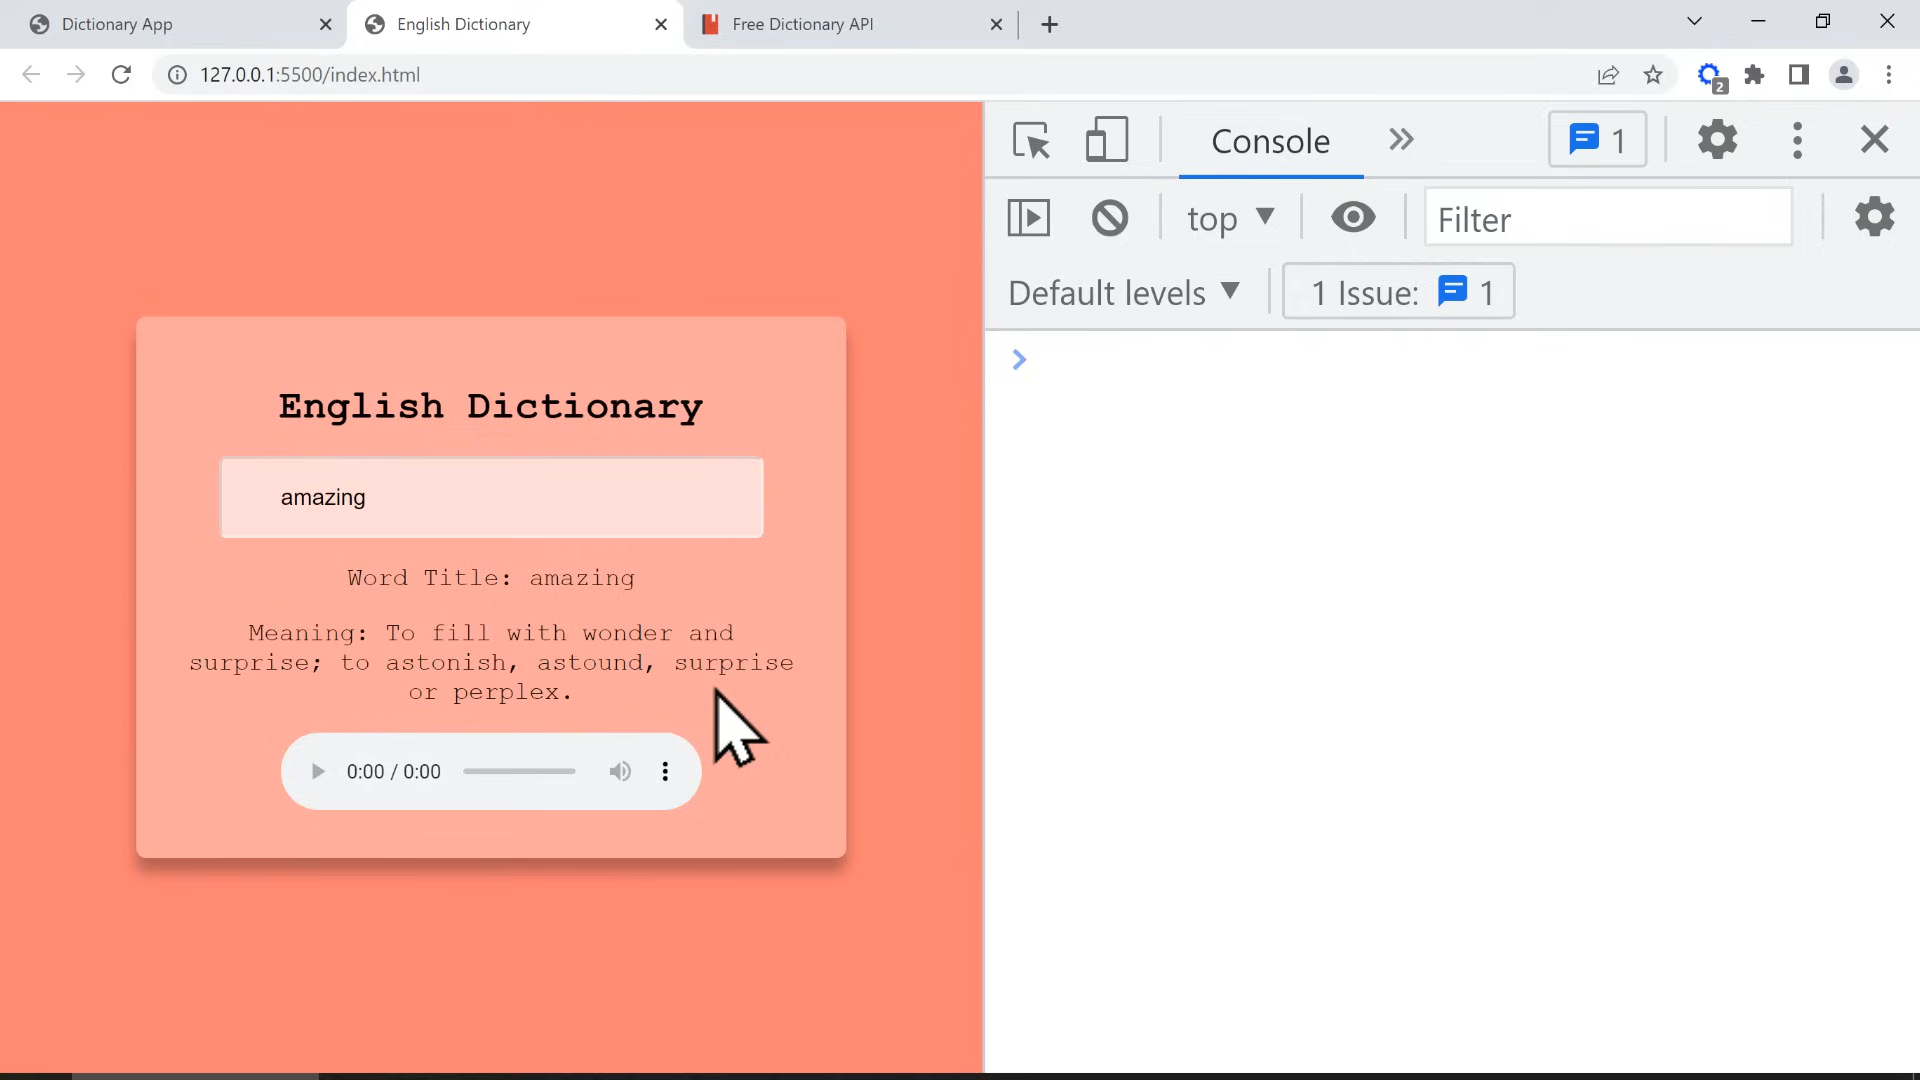 Dictionary App
English Dictionary
Free Dictionary API
127.0.0.1:5500/index.html
2
Console
1
top
Filter
Default levels
1 Issue:
1
English Dictionary
amazing
Word Title: amazing
Meaning: To fill with wonder and
surprise; to astonish, astound, surprise
or perplex.
0:00 / 0:00